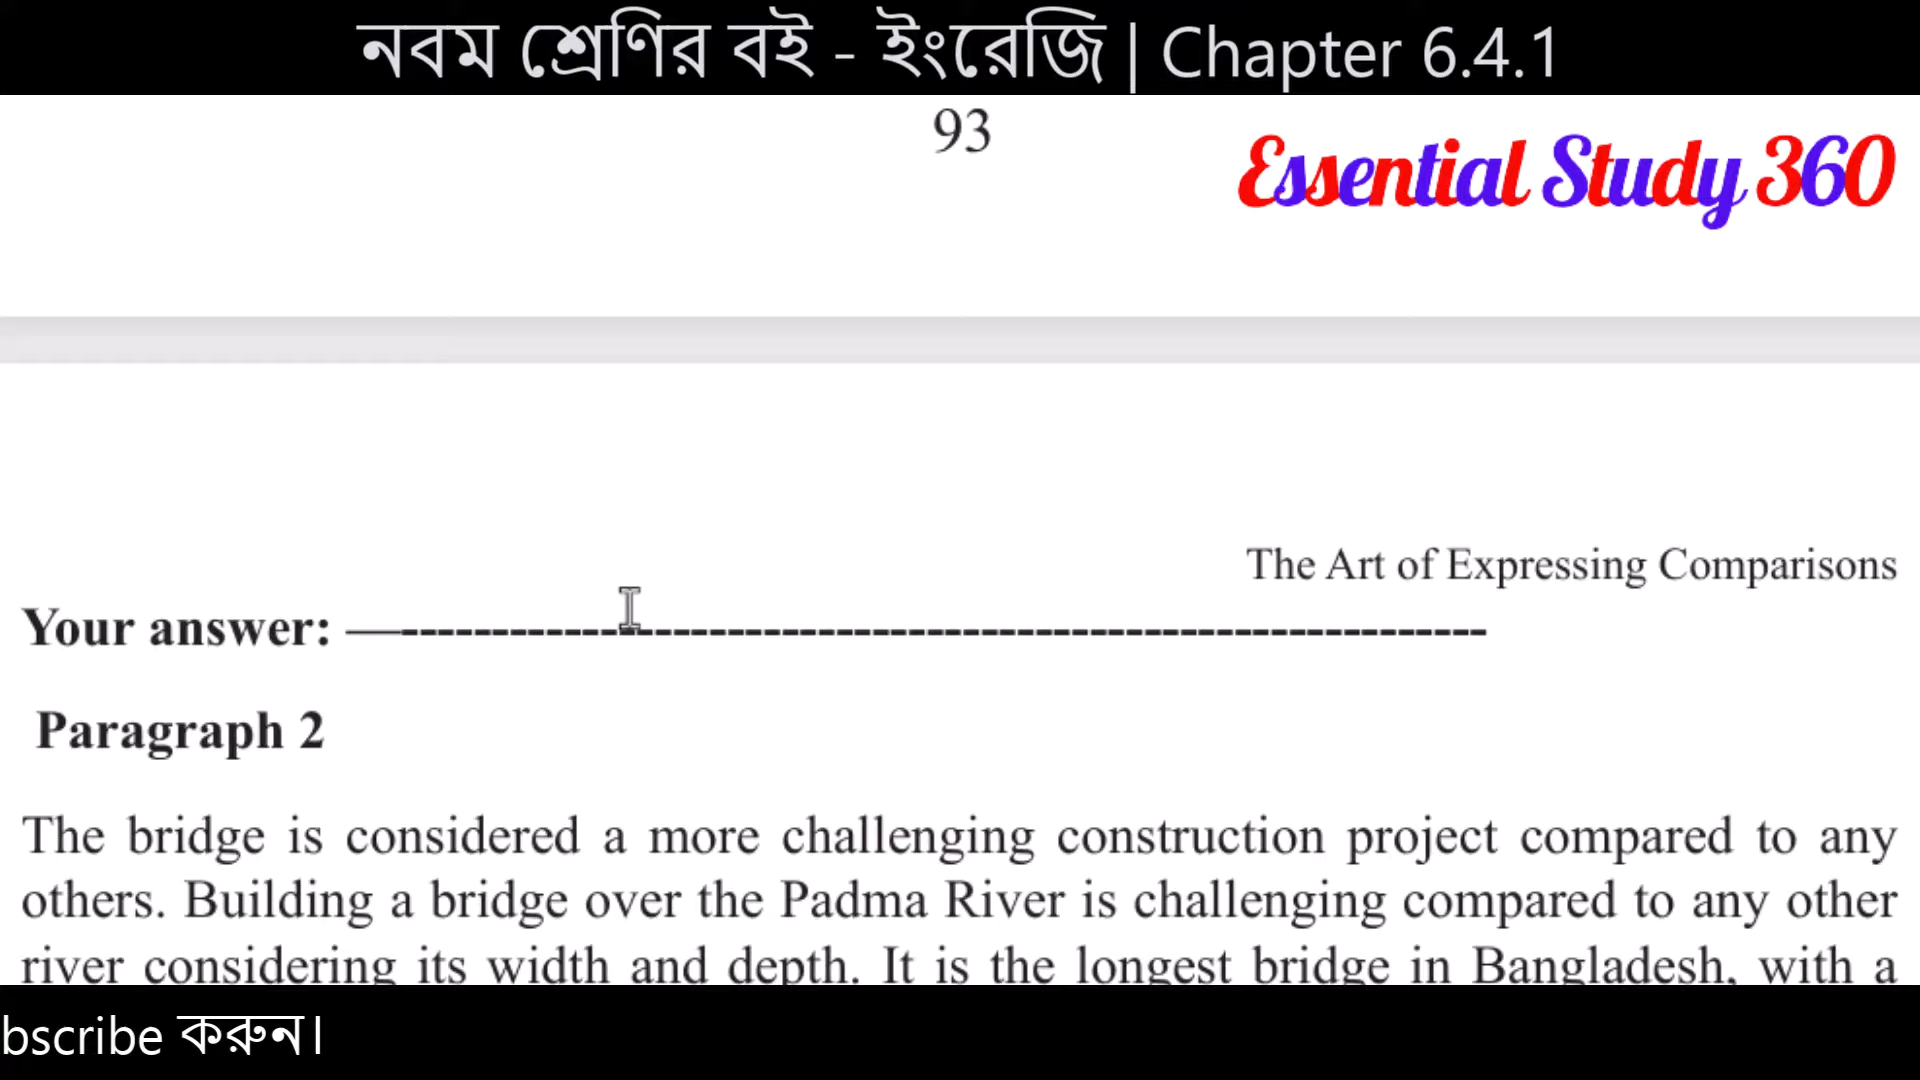 নবম শ্রেণির বই - ইংরেজি | Chapter 6.4.1
93
Essential Study 360
The Art of Expressing Comparisons
Your answer: —------------------------------------------------------------
Paragraph 2
The bridge is considered a more challenging construction project compared to any
others. Building a bridge over the Padma River is challenging compared to any other
river considering its width and depth. It is the longest bridge in Bangladesh, with a
bscribe করুন।